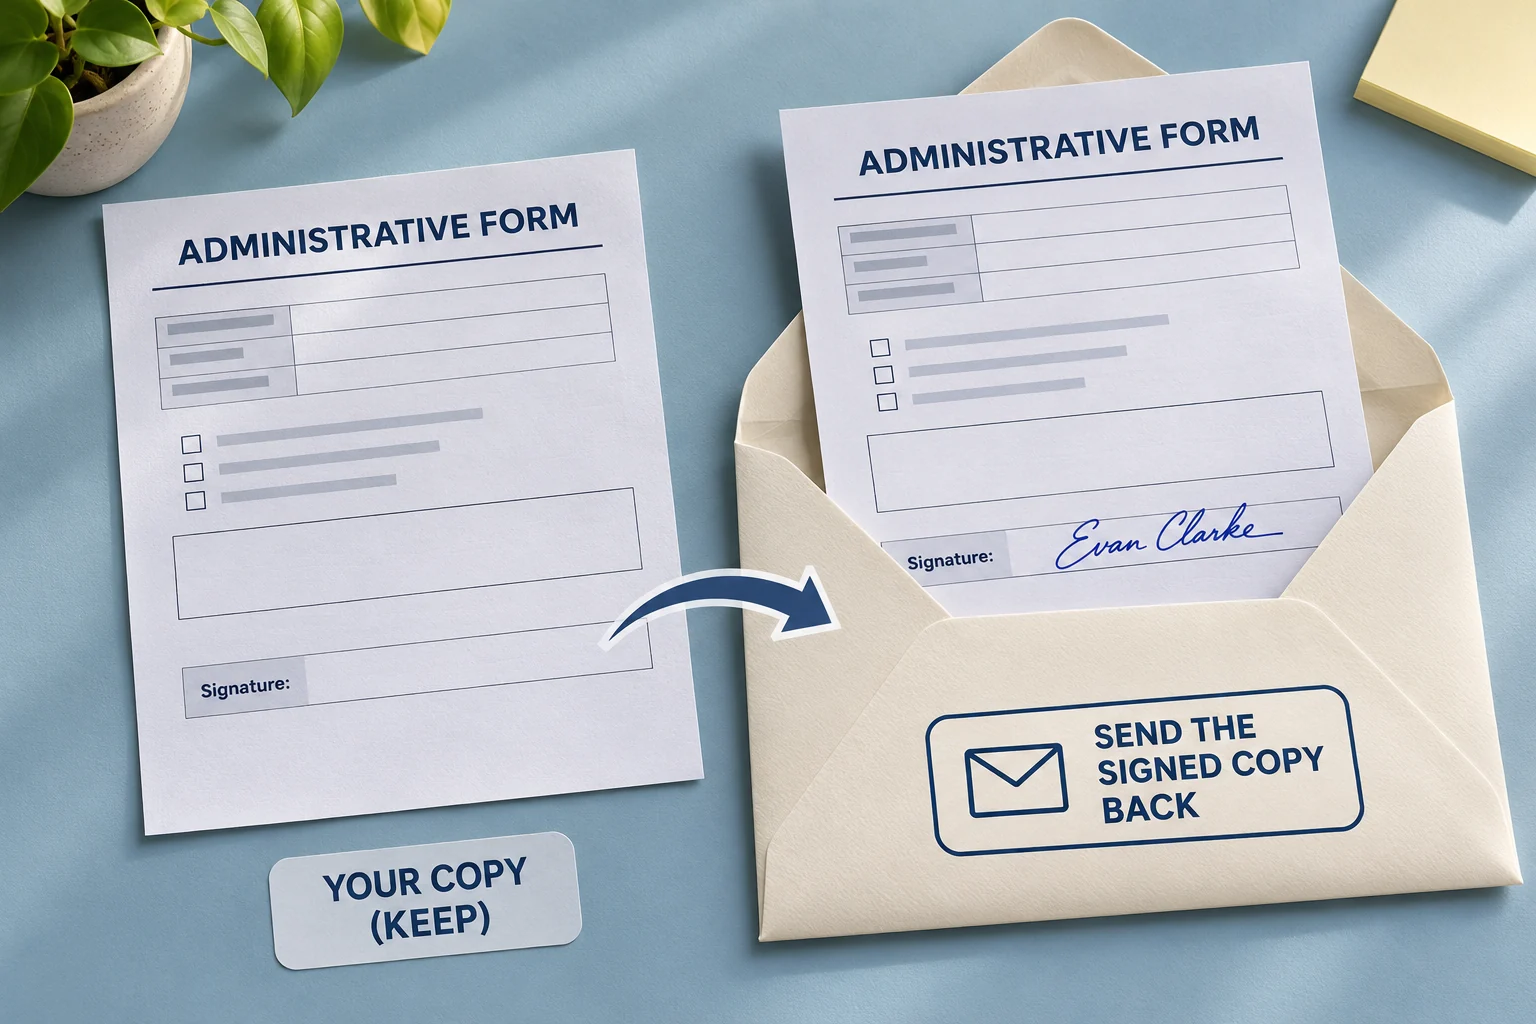 ADMINISTRATIVE FORM
Signature:
YOUR COPY
(KEEP)
ADMINISTRATIVE FORM
Signature: Evan Clarke
SEND THE
SIGNED COPY
BACK